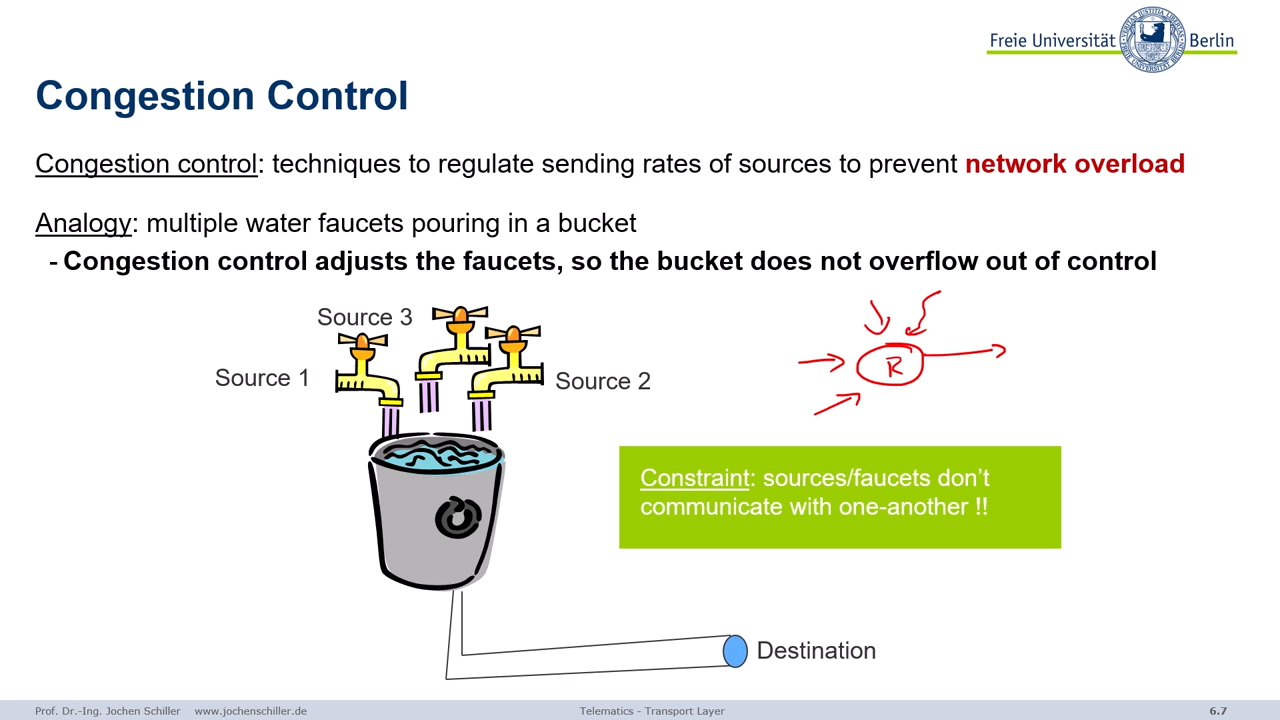 Freie Universität Berlin
Congestion Control
Congestion control: techniques to regulate sending rates of sources to prevent network overload
Analogy: multiple water faucets pouring in a bucket
- Congestion control adjusts the faucets, so the bucket does not overflow out of control
Source 3
Source 1
Source 2
R
Constraint: sources/faucets don’t
communicate with one-another !!
Destination
Prof. Dr.-Ing. Jochen Schiller www.jochenschiller.de Telematics - Transport Layer 6.7